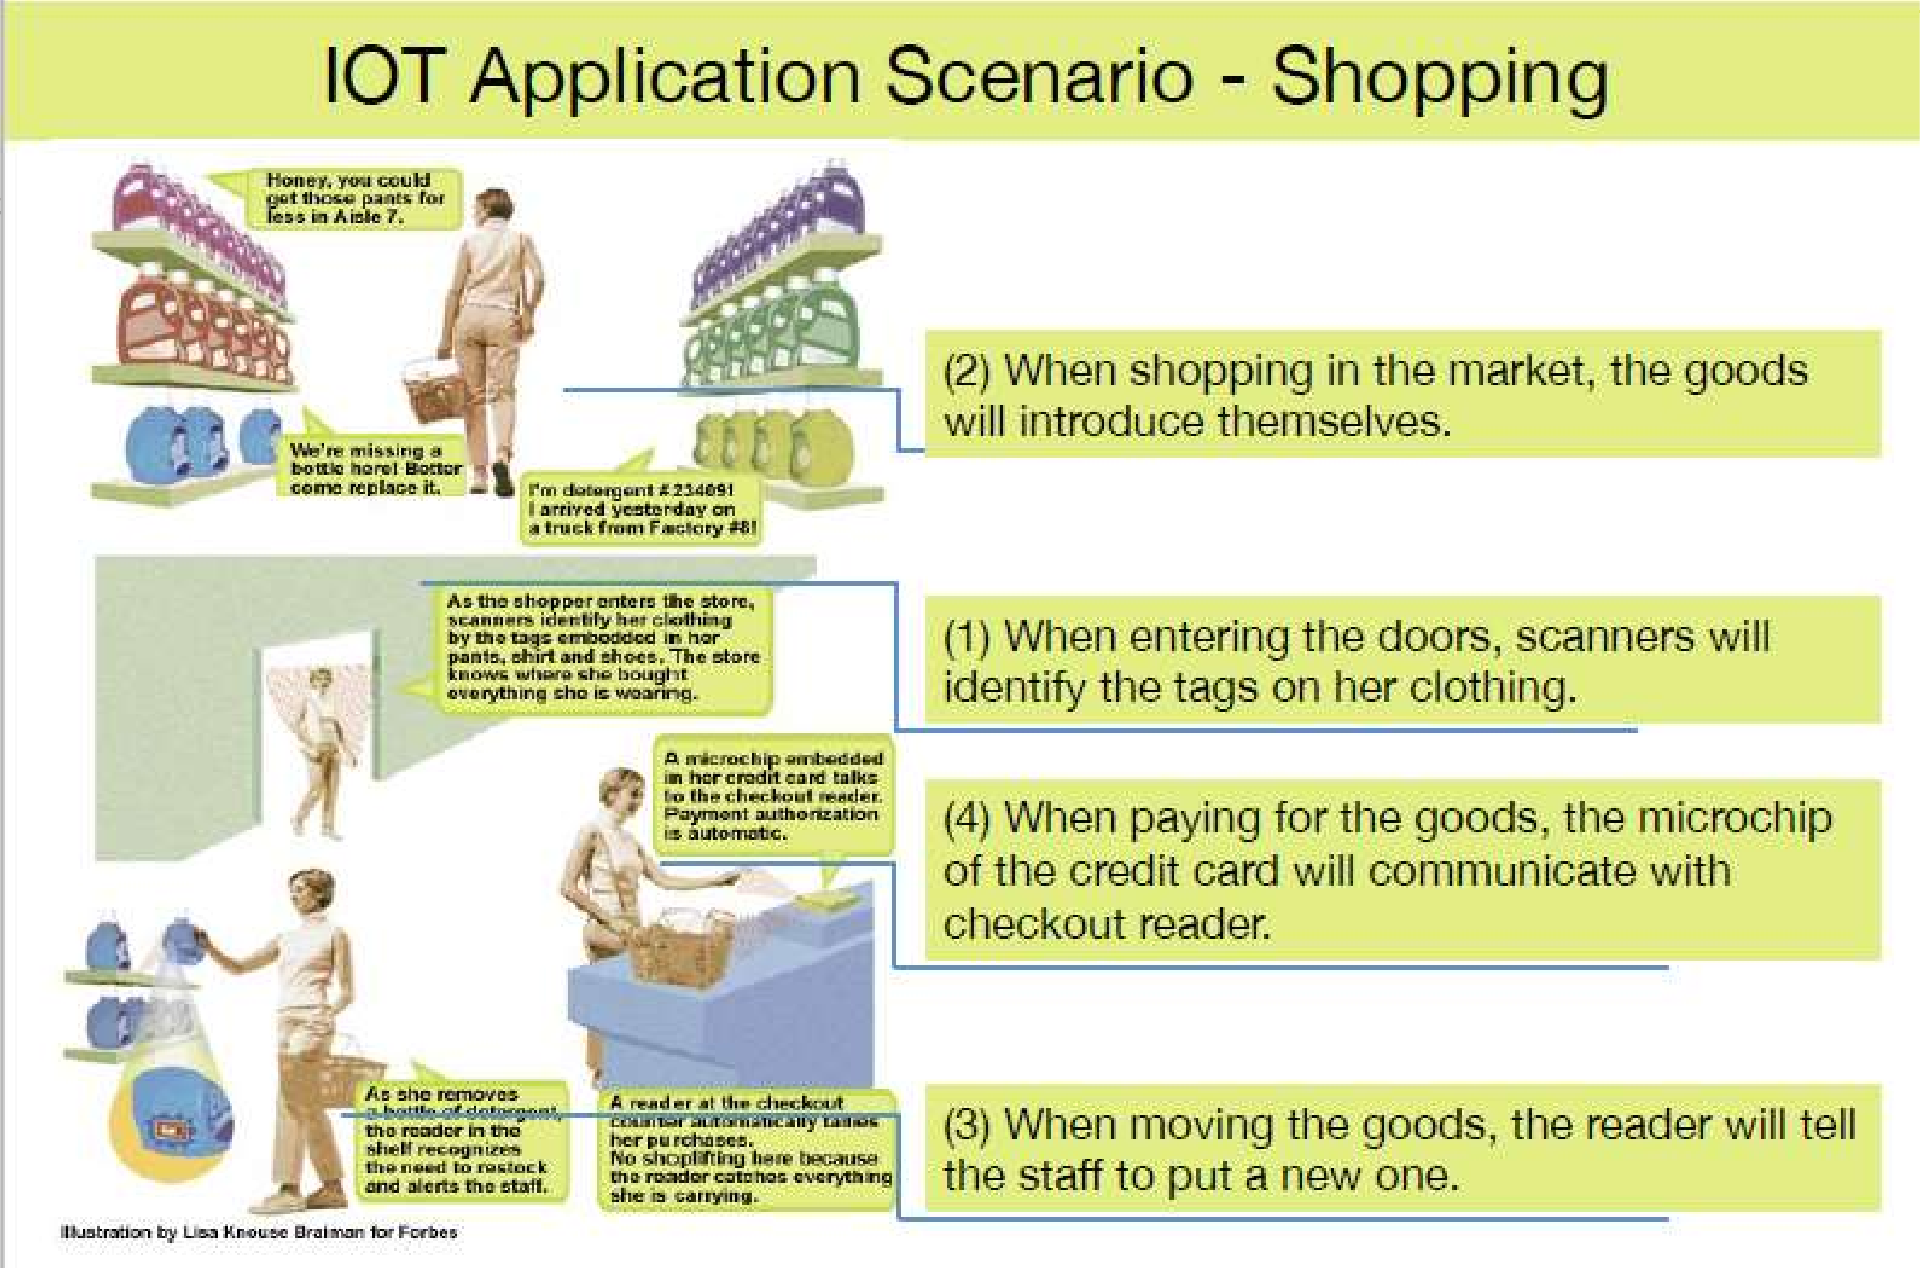 IOT Application Scenario - Shopping
Honey, you could
get those pants for
less in Aisle 7.
We're missing a
bottle here! Better
come replace it.
I'm detergent #
I arrived yesterday on
a truck from Factory #8!
(2) When shopping in the market, the goods
will introduce themselves.
As the shopper enters the store,
scanners identify her clothing
by the tags embedded in her
pants, shirt and shoes. The store
knows where she bought
everything she is wearing.
(1) When entering the doors, scanners will
identify the tags on her clothing.
A microchip embedded
in her credit card talks
to the checkout reader.
Payment authorization
is automatic.
(4) When paying for the goods, the microchip
of the credit card will communicate with
checkout reader.
As she removes
a bottle of detergent,
the reader in the
shelf recognizes
the need to restock
and alerts the staff.
A reader at the checkout
counter automatically tallies
her purchases.
No shoplifting here because
the reader catches everything
she is carrying.
(3) When moving the goods, the reader will tell
the staff to put a new one.
Illustration by Lisa Knouse Braiman for Forbes